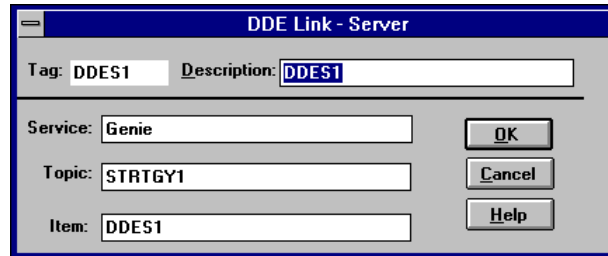 DDE Link - Server
Tag: DDES1 Description: DDES1
Service: Genie OK
Topic: STRTGY1 Cancel
Item: DDES1 Help